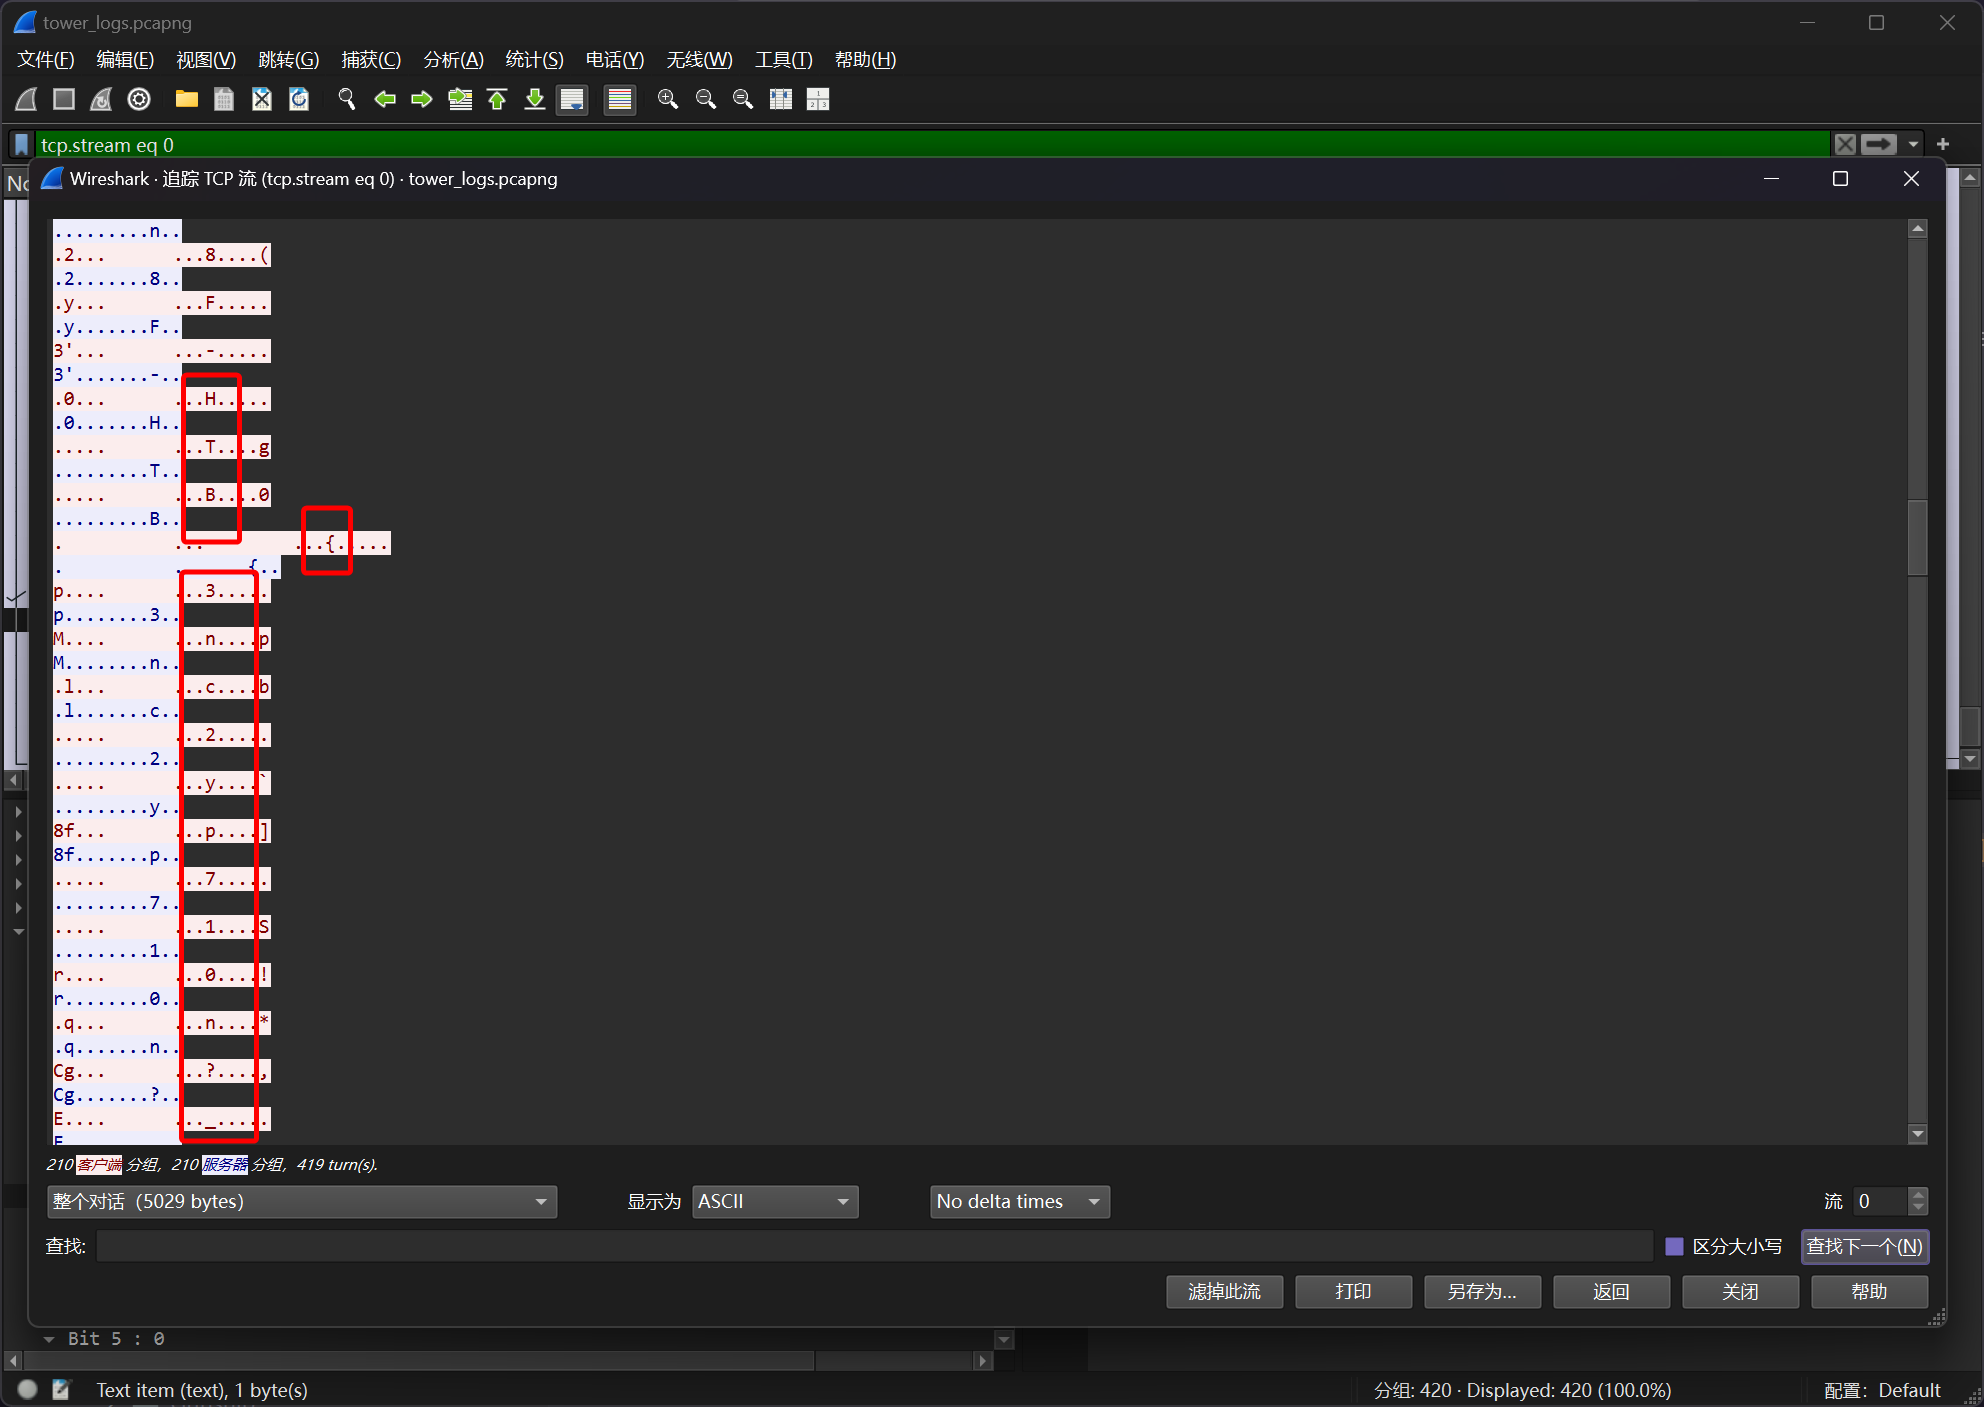 tower_logs.pcapng
文件(F) 编辑(E) 视图(V) 跳转(G) 捕获(C) 分析(A) 统计(S) 电话(Y) 无线(W) 工具(T) 帮助(H)
tcp.stream eq 0
No
Wireshark · 追踪 TCP 流 (tcp.stream eq 0) · tower_logs.pcapng
.........n..
.2... ...8....(
.2.......8..
.y... ...F.....
.y.......F..
3'... ...-.....
3'.......-..
.0... ...H.....
.0.......H..
..... ...T....g
.........T..
..... ...B....0
.........B..
. ... ...{.....
. . {..
p.... ...3.....
p........3..
M.... ...n....p
M........n..
.l... ...c....b
.l.......c..
..... ...2.....
.........2..
..... ...y....`
.........y..
8f... ...p....]
8f.......p..
..... ...7.....
.........7..
..... ...1....S
.........1..
r.... ...0....!
r........0..
.q... ...n....*
.q.......n..
Cg... ...?....,
Cg.......?..
E.... ..._.....
210 客户端 分组, 210 服务器 分组, 419 turn(s).
整个对话 (5029 bytes) 显示为 ASCII No delta times 流 0
查找: 区分大小写 查找下一个(N)
滤掉此流 打印 另存为... 返回 关闭 帮助
Bit 5 : 0
Text item (text), 1 byte(s) 分组: 420 · Displayed: 420 (100.0%) 配置: Default